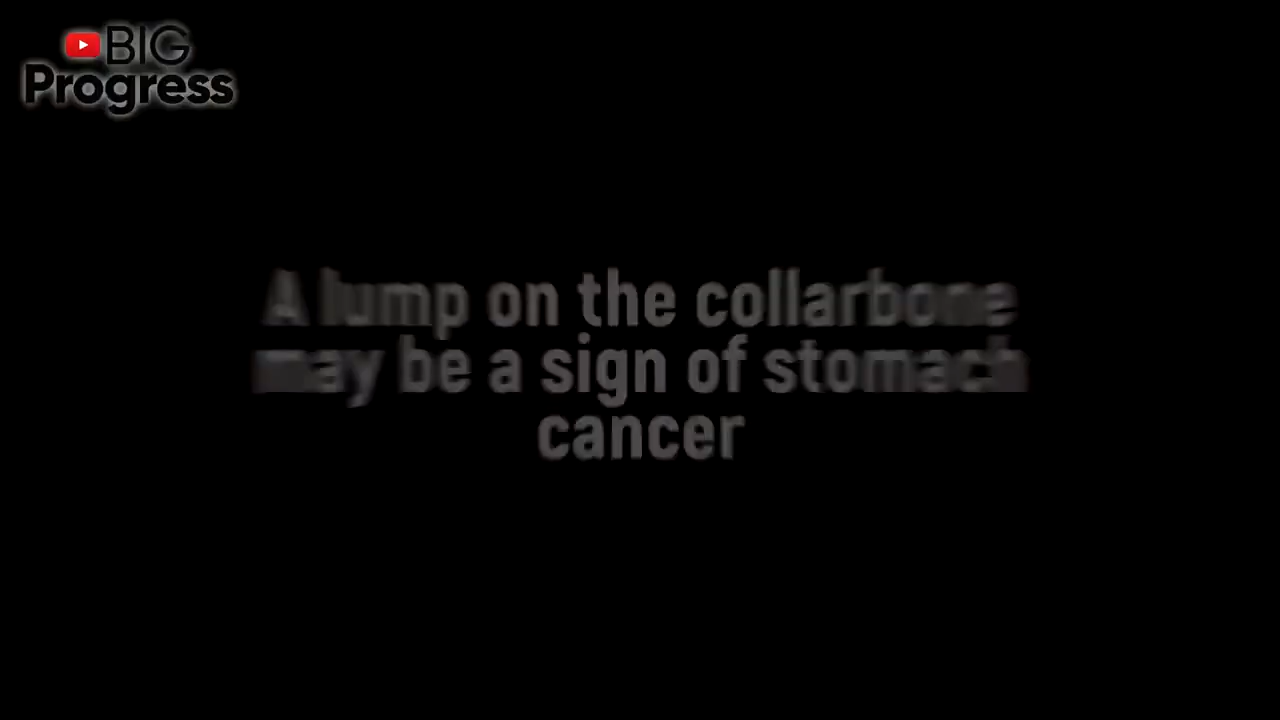 BIG
Progress
A lump on the collarbone
may be a sign of stomach
cancer